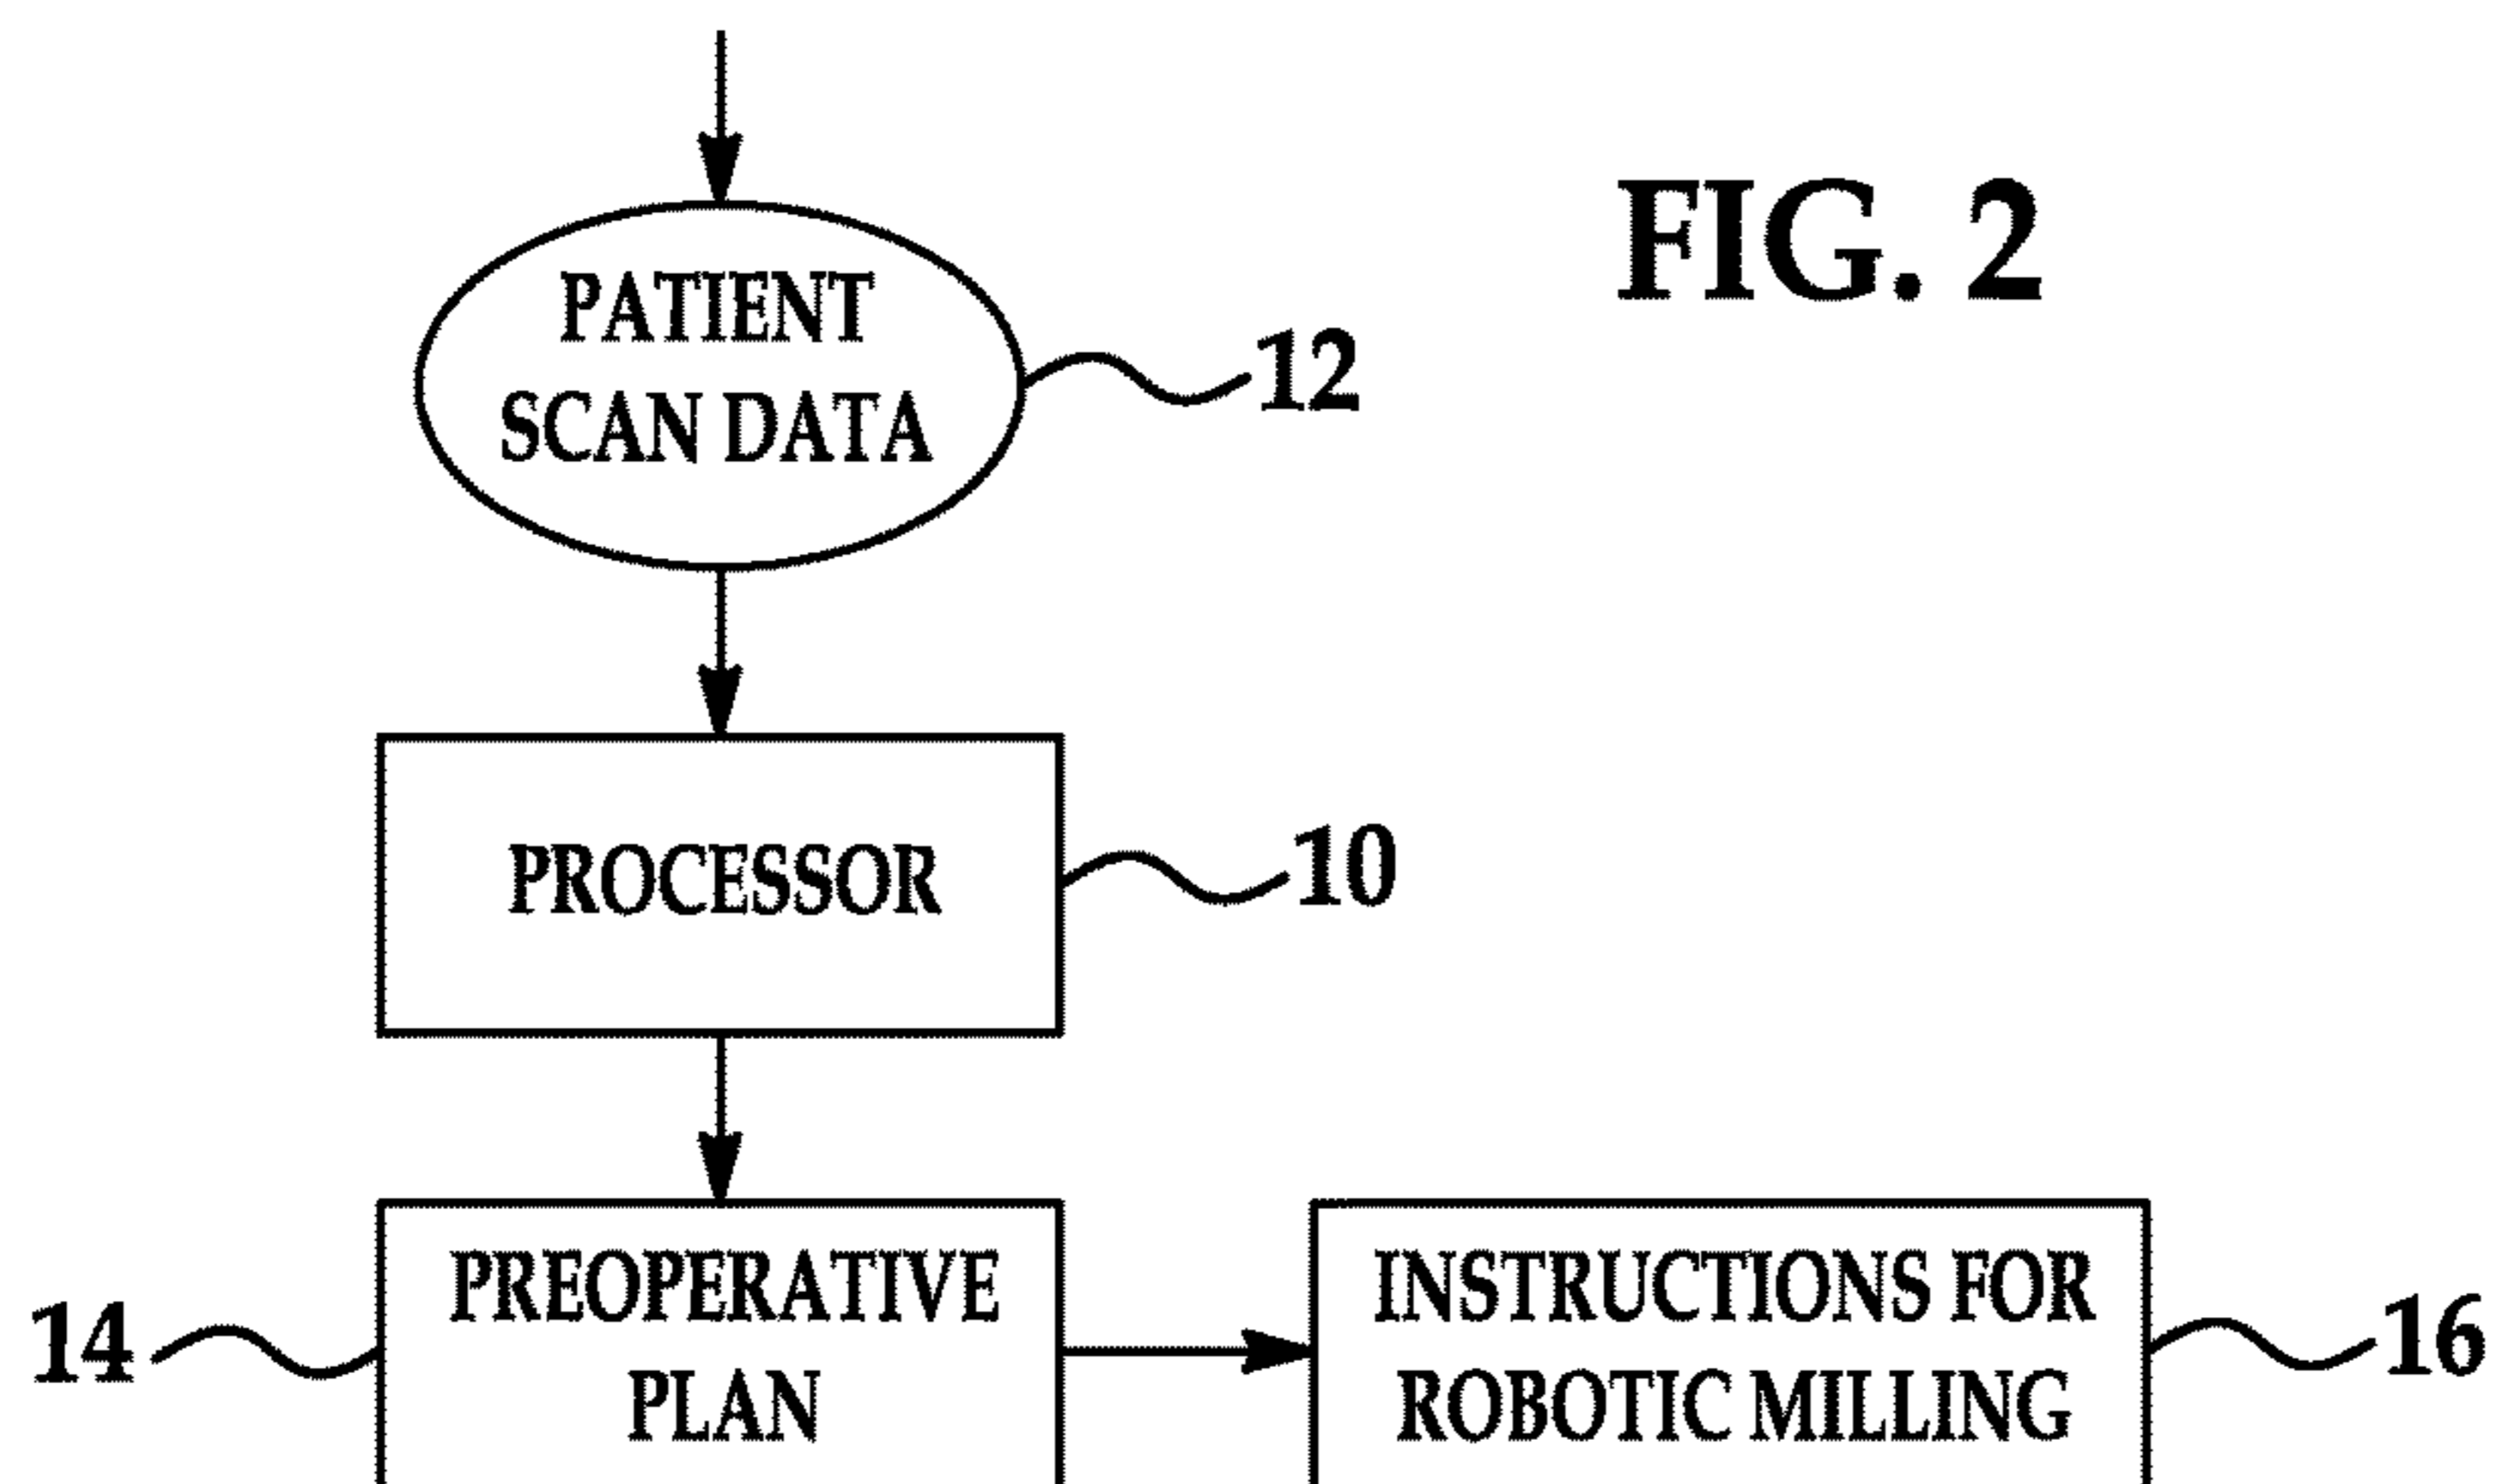 FIG. 2
PATIENT
SCAN DATA
12
PROCESSOR
10
14
PREOPERATIVE
PLAN
INSTRUCTIONS FOR
ROBOTIC MILLING
16